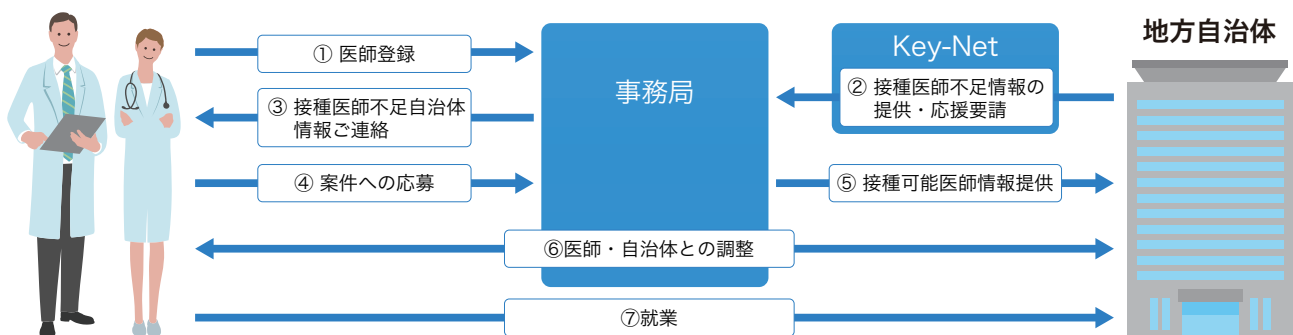 地方自治体
① 医師登録
事務局
Key-Net
② 接種医師不足情報の
提供・応援要請
③ 接種医師不足自治体
情報ご連絡
④ 案件への応募
⑤ 接種可能医師情報提供
⑥医師・自治体との調整
⑦就業